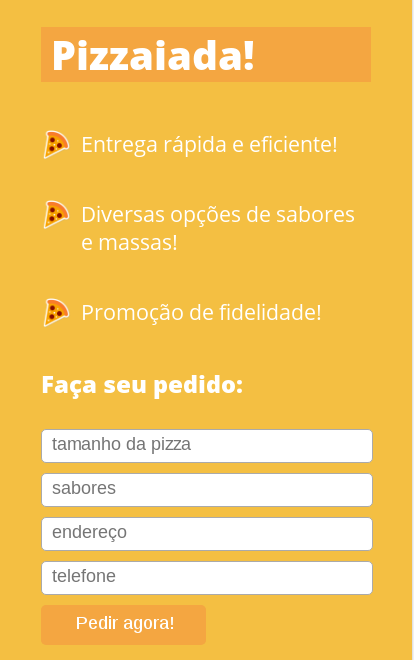 Pizzaiada!
Entrega rápida e eficiente!
Diversas opções de sabores
e massas!
Promoção de fidelidade!
Faça seu pedido:
tamanho da pizza
sabores
endereço
telefone
Pedir agora!